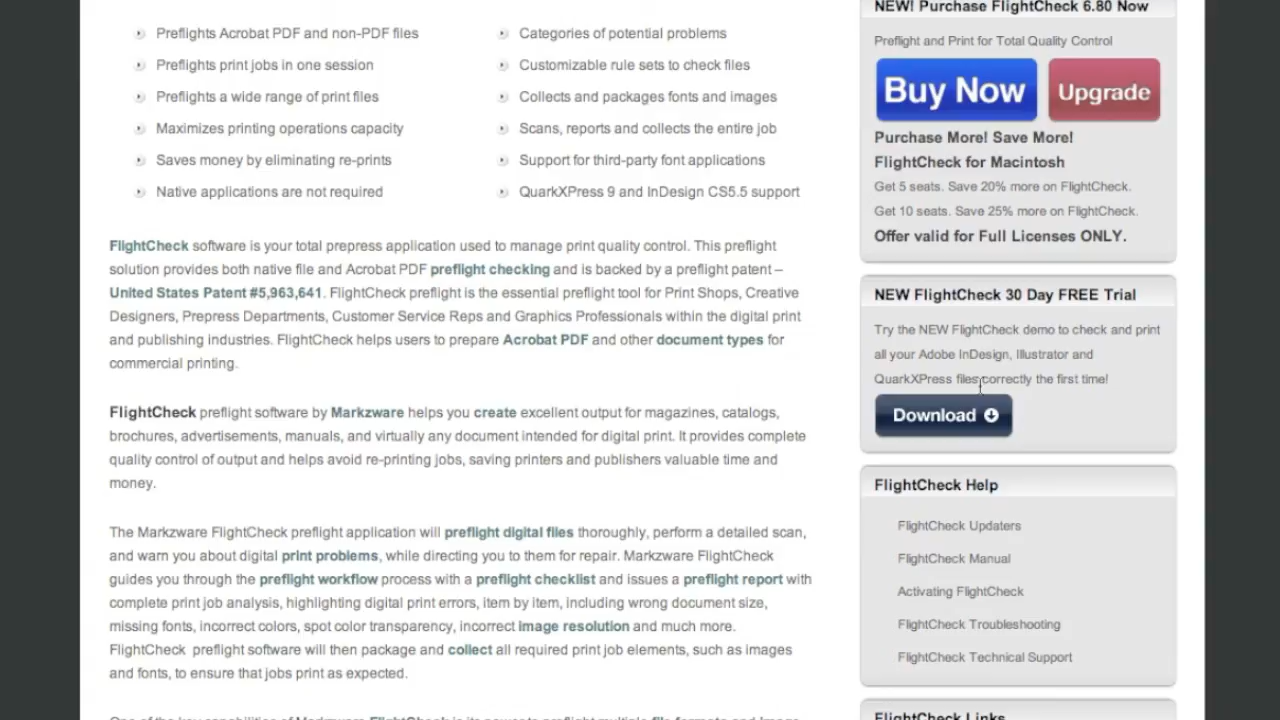 Preflights Acrobat PDF and non-PDF files
Preflights print jobs in one session
Preflights a wide range of print files
Maximizes printing operations capacity
Saves money by eliminating re-prints
Native applications are not required
Categories of potential problems
Customizable rule sets to check files
Collects and packages fonts and images
Scans, reports and collects the entire job
Support for third-party font applications
QuarkXPress 9 and InDesign CS5.5 support
FlightCheck software is your total prepress application used to manage print quality control. This preflight
solution provides both native file and Acrobat PDF preflight checking and is backed by a preflight patent –
United States Patent #5,963,641. FlightCheck preflight is the essential preflight tool for Print Shops, Creative
Designers, Prepress Departments, Customer Service Reps and Graphics Professionals within the digital print
and publishing industries. FlightCheck helps users to prepare Acrobat PDF and other document types for
commercial printing.
FlightCheck preflight software by Markzware helps you create excellent output for magazines, catalogs,
brochures, advertisements, manuals, and virtually any document intended for digital print. It provides complete
quality control of output and helps avoid re-printing jobs, saving printers and publishers valuable time and
money.
The Markzware FlightCheck preflight application will preflight digital files thoroughly, perform a detailed scan,
and warn you about digital print problems, while directing you to them for repair. Markzware FlightCheck
guides you through the preflight workflow process with a preflight checklist and issues a preflight report with
complete print job analysis, highlighting digital print errors, item by item, including wrong document size,
missing fonts, incorrect colors, spot color transparency, incorrect image resolution and much more.
FlightCheck preflight software will then package and collect all required print job elements, such as images
and fonts, to ensure that jobs print as expected.
One of the key capabilities of Markzware FlightCheck is its power to preflight multiple file formats and Image
NEW! Purchase FlightCheck 6.80 Now
Preflight and Print for Total Quality Control
Buy Now
Upgrade
Purchase More! Save More!
FlightCheck for Macintosh
Get 5 seats. Save 20% more on FlightCheck.
Get 10 seats. Save 25% more on FlightCheck.
Offer valid for Full Licenses ONLY.
NEW FlightCheck 30 Day FREE Trial
Try the NEW FlightCheck demo to check and print
all your Adobe InDesign, Illustrator and
QuarkXPress files correctly the first time!
Download
FlightCheck Help
FlightCheck Updaters
FlightCheck Manual
Activating FlightCheck
FlightCheck Troubleshooting
FlightCheck Technical Support
FlightCheck Links